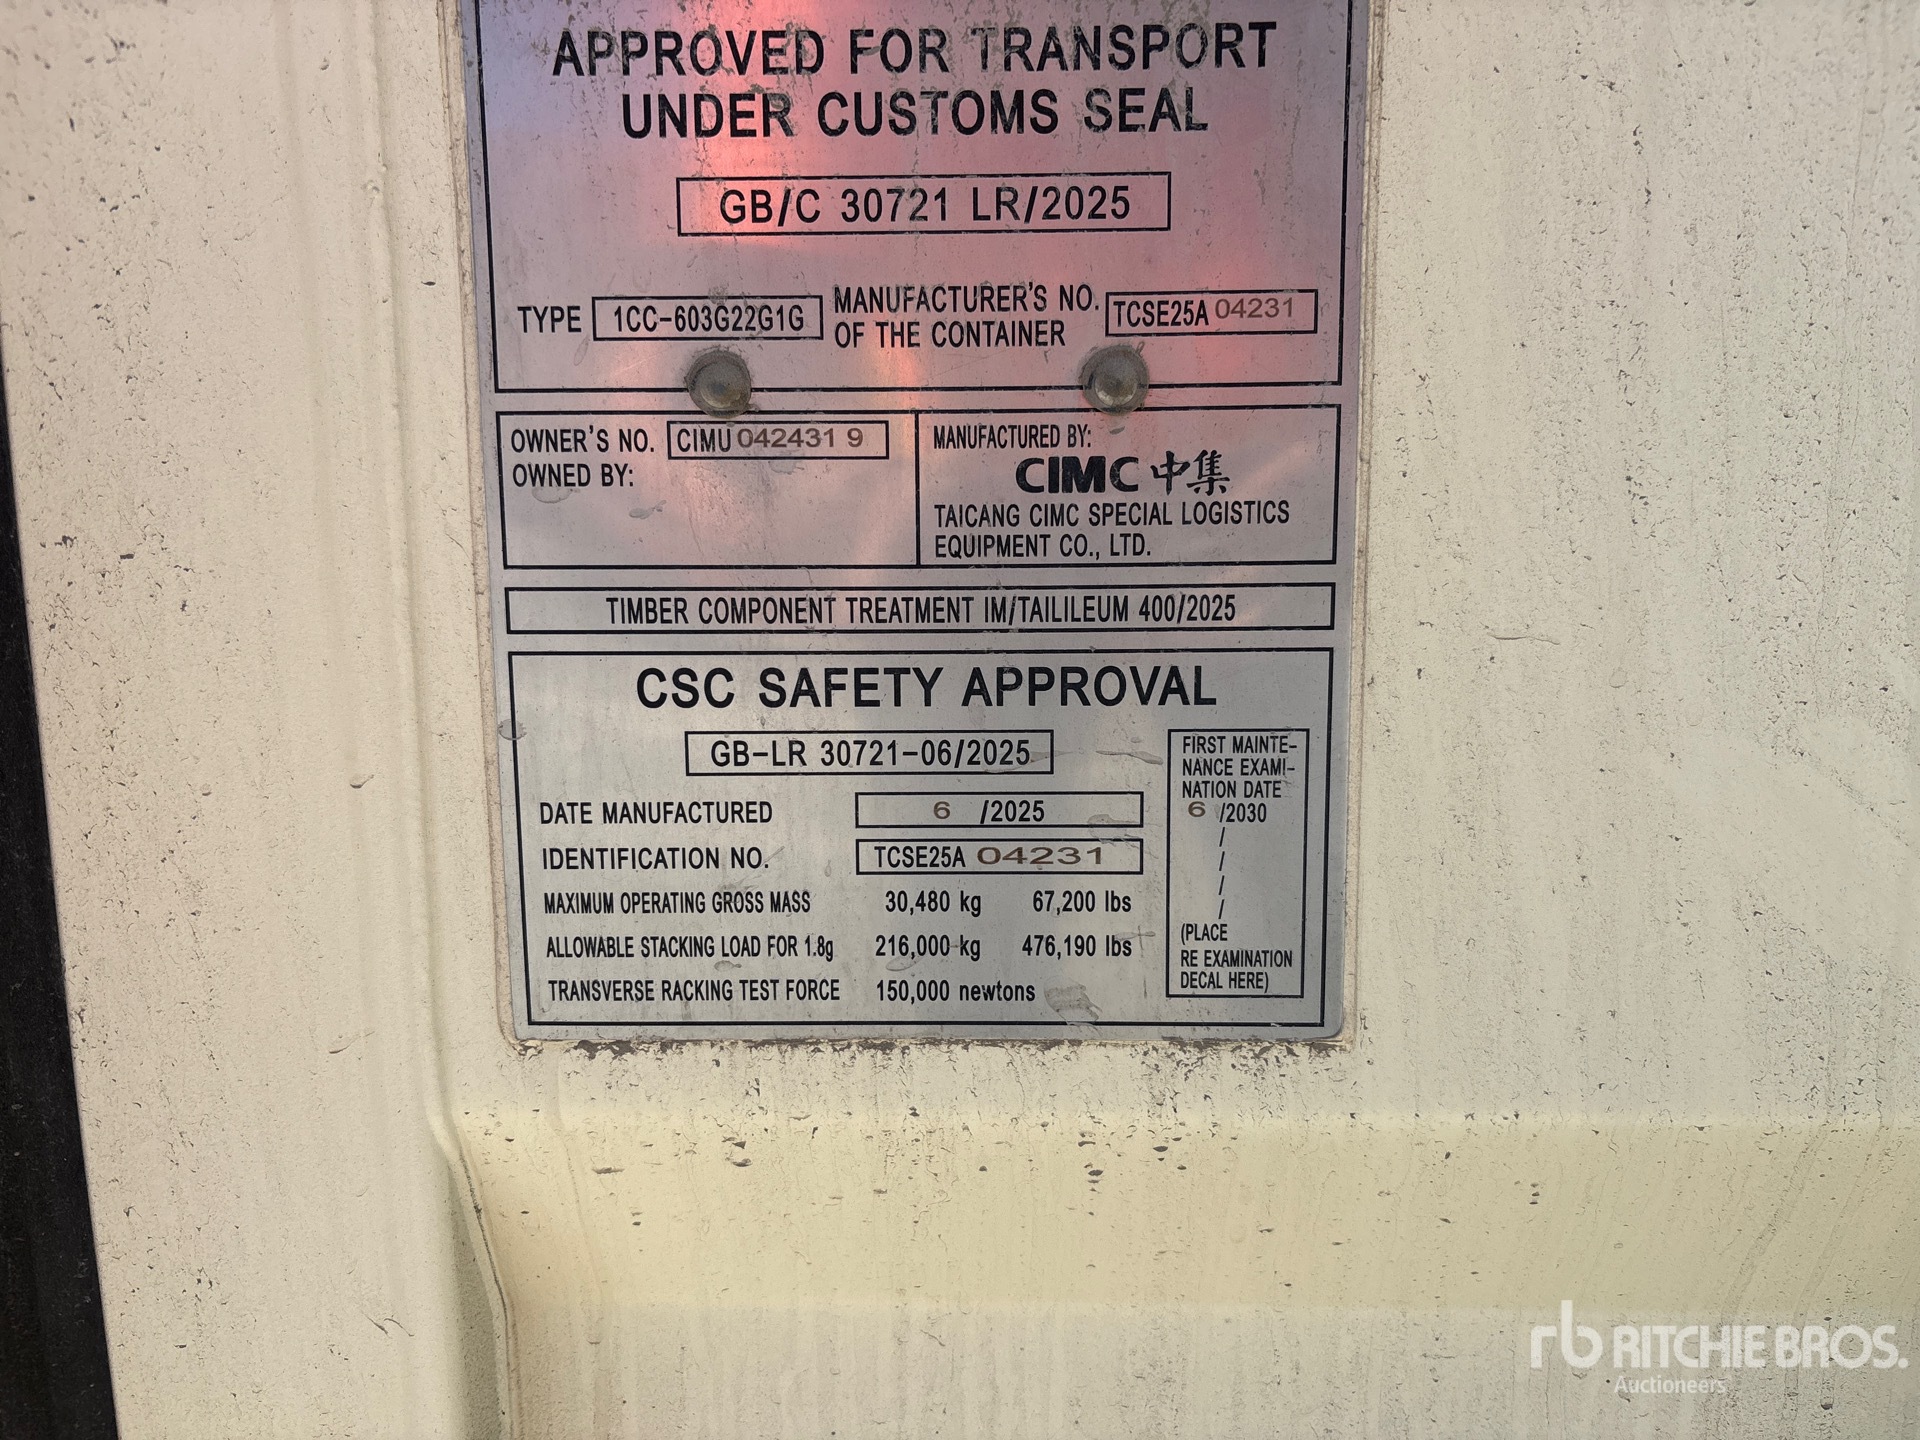 APPROVED FOR TRANSPORT
UNDER CUSTOMS SEAL
GB/C 30721 LR/2025
TYPE 1CC-603G22G1G MANUFACTURER'S NO. OF THE CONTAINER TCSE25A 04231
OWNER'S NO. CIMU 042431 9
OWNED BY:
MANUFACTURED BY:
CIMC 中集
TAICANG CIMC SPECIAL LOGISTICS
EQUIPMENT CO., LTD.
TIMBER COMPONENT TREATMENT IM/TAILILEUM 400/2025
CSC SAFETY APPROVAL
GB-LR 30721-06/2025
DATE MANUFACTURED 6 /2025
IDENTIFICATION NO. TCSE25A 04231
MAXIMUM OPERATING GROSS MASS 30,480 kg 67,200 lbs
ALLOWABLE STACKING LOAD FOR 1.8g 216,000 kg 476,190 lbs
TRANSVERSE RACKING TEST FORCE 150,000 newtons
FIRST MAINTE-
NANCE EXAMI-
NATION DATE
6 /2030
/
/
/
/
(PLACE
RE EXAMINATION
DECAL HERE)
rb RITCHIE BROS.
Auctioneers